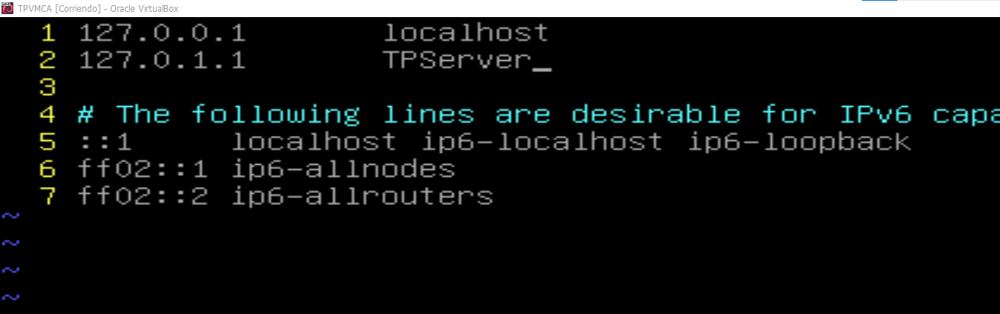 TPVMCA [Corriendo] - Oracle VirtualBox
1 127.0.0.1 localhost
2 127.0.1.1 TPServer_
3
4 # The following lines are desirable for IPv6 capa
5 ::1 localhost ip6-localhost ip6-loopback
6 ff02::1 ip6-allnodes
7 ff02::2 ip6-allrouters
~
~
~
~